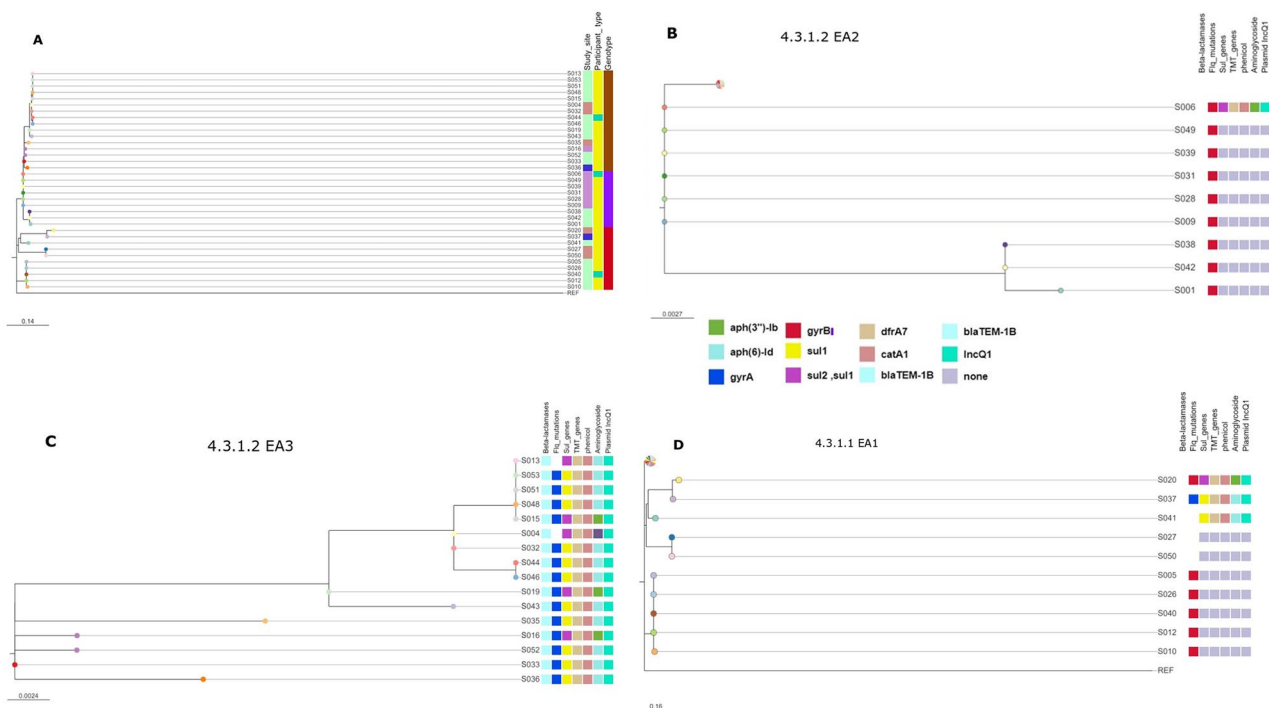 A
Study_site
Participant_type
Genotype
S013
S053
S051
S048
S015
S004
S032
S044
S046
S019
S043
S035
S016
S052
S033
S036
S006
S049
S039
S031
S028
S009
S038
S042
S001
S020
S037
S041
S027
S050
S005
S026
S040
S012
S010
REF
0.14
B
4.3.1.2 EA2
Beta-lactamases
Flq_mutations
Sul_genes
TMT_genes
phenicol
Aminoglycoside
Plasmid IncQ1
S006
S049
S039
S031
S028
S009
S038
S042
S001
0.0027
aph(3")-Ib
gyrB
dfrA7
blaTEM-1B
aph(6)-Id
sul1
catA1
IncQ1
gyrA
sul2 ,sul1
blaTEM-1B
none
C
4.3.1.2 EA3
Beta-lactamases
Flq_mutations
Sul_genes
TMT_genes
phenicol
Aminoglycoside
Plasmid IncQ1
S013
S053
S051
S048
S015
S004
S032
S044
S046
S019
S043
S035
S016
S052
S033
S036
0.0024
D
4.3.1.1 EA1
Beta-lactamases
Flq_mutations
Sul_genes
TMT_genes
phenicol
Aminoglycoside
Plasmid IncQ1
S020
S037
S041
S027
S050
S005
S026
S040
S012
S010
REF
0.16